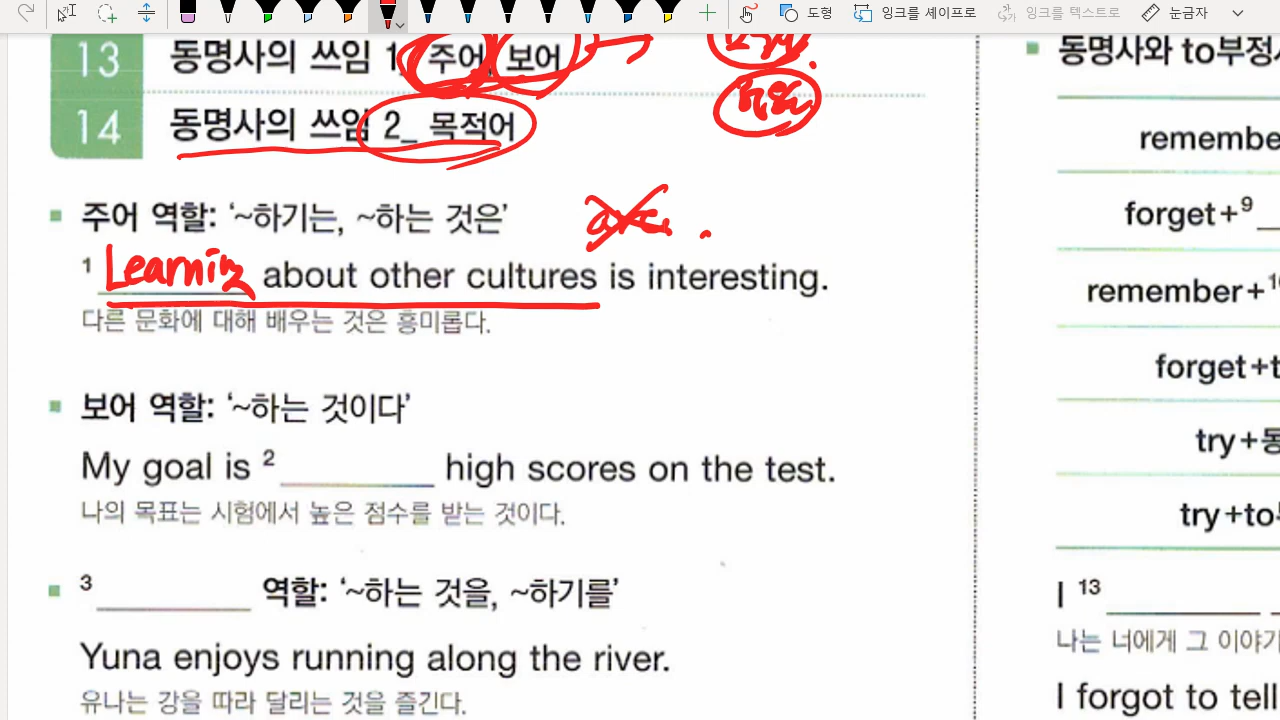 도형 잉크를 셰이프로 잉크를 텍스트로 눈금자
13 동명사의 쓰임 1_ 주어, 보어
14 동명사의 쓰임 2_ 목적어
주어 역할: ‘~하기는, ~하는 것은’
1 Learning about other cultures is interesting.
다른 문화에 대해 배우는 것은 흥미롭다.
보어 역할: ‘~하는 것이다’
My goal is 2 high scores on the test.
나의 목표는 시험에서 높은 점수를 받는 것이다.
3 역할: ‘~하는 것을, ~하기를’
Yuna enjoys running along the river.
유나는 강을 따라 달리는 것을 즐긴다.
동명사와 to부정
remembe
forget+9
remember+1
forget+t
try+동
try+to
I 13
나는 너에게 그 이야기
I forgot to tell